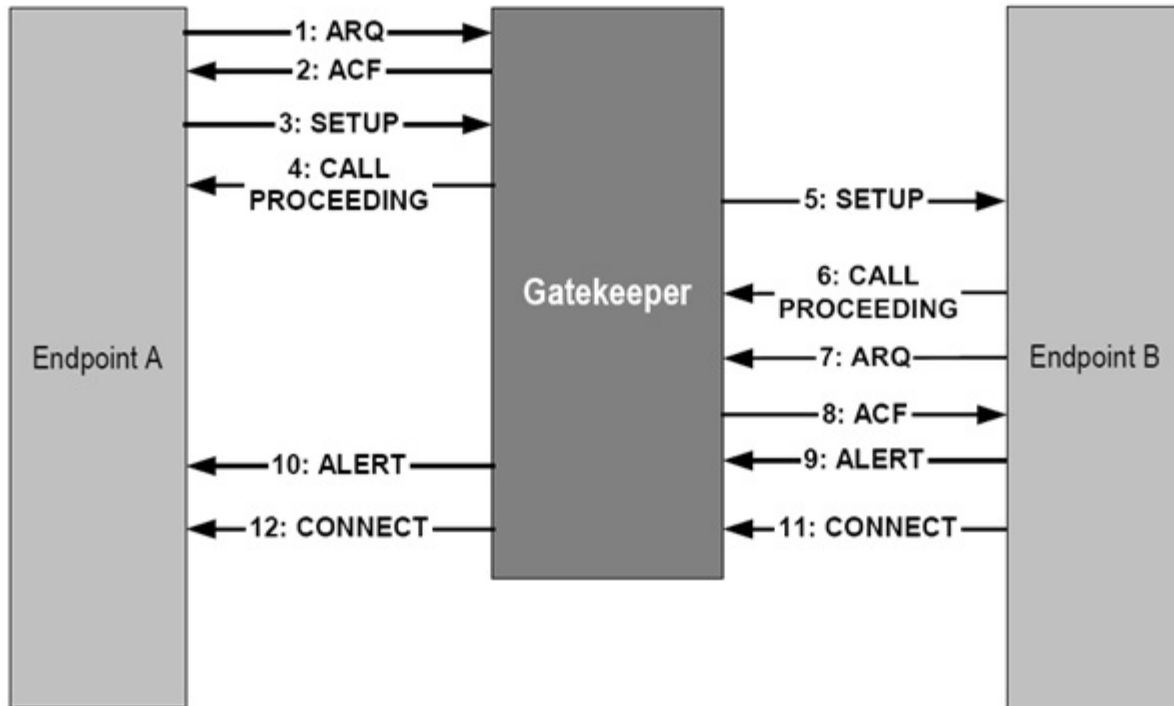 1: ARQ
2: ACF
3: SETUP
4: CALL
PROCEEDING
5: SETUP
6: CALL
PROCEEDING
Gatekeeper
Endpoint A
7: ARQ
Endpoint B
8: ACF
10: ALERT
9: ALERT
12: CONNECT
11: CONNECT